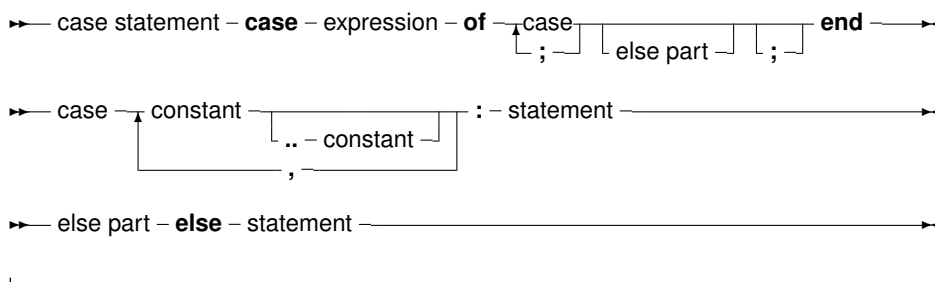 case statement case expression of case end
; else part ;
case constant : statement
.. constant
,
else part else statement